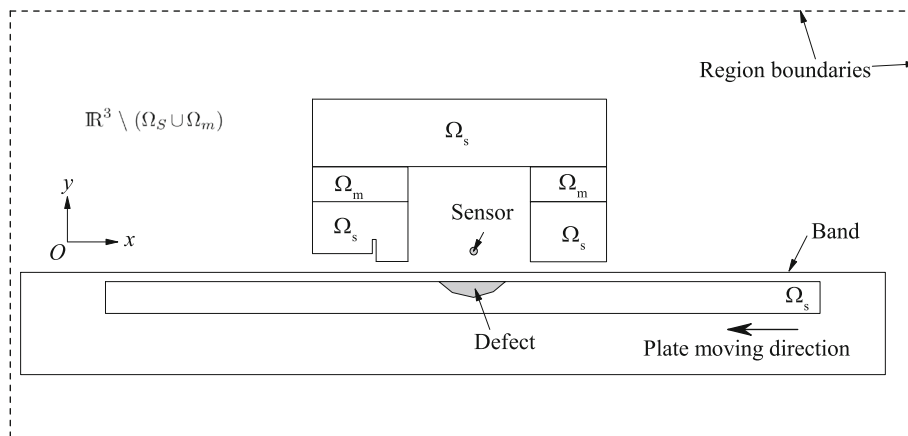 Region boundaries
ℝ³ \ (Ω_S ∪ Ω_m)
Ω_s
Ω_m
Ω_m
y
Sensor
Ω_s
Ω_s
x
O
Band
Ω_s
Defect
Plate moving direction